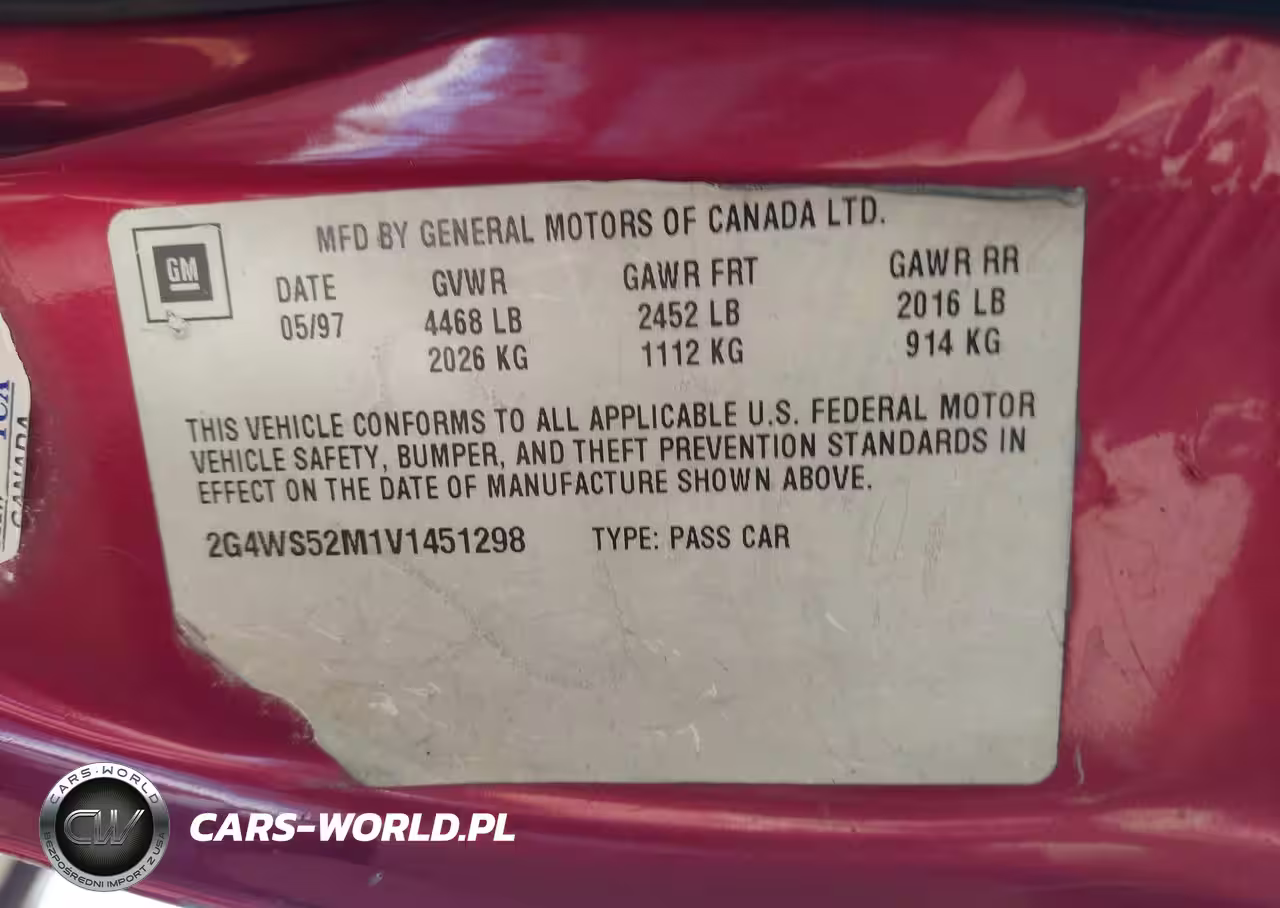 MFD BY GENERAL MOTORS OF CANADA LTD.
GM
DATE GVWR GAWR FRT GAWR RR
05/97 4468 LB 2452 LB 2016 LB
2026 KG 1112 KG 914 KG
THIS VEHICLE CONFORMS TO ALL APPLICABLE U.S. FEDERAL MOTOR
VEHICLE SAFETY, BUMPER, AND THEFT PREVENTION STANDARDS IN
EFFECT ON THE DATE OF MANUFACTURE SHOWN ABOVE.
2G4WS52M1V1451298 TYPE: PASS CAR
CANADA
CARS-WORLD
CW
BEZPOŚREDNI IMPORT Z USA
CARS-WORLD.PL